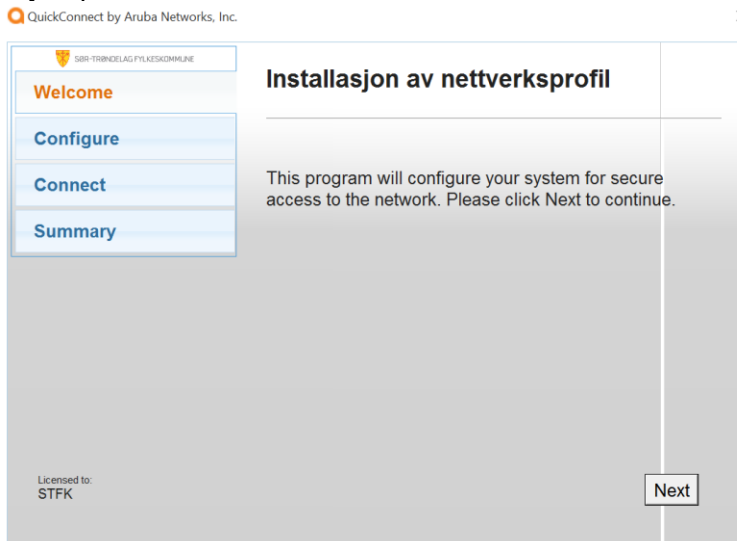 QuickConnect by Aruba Networks, Inc.
SØR-TRØNDELAG FYLKESKOMMUNE
Welcome
Configure
Connect
Summary
Installasjon av nettverksprofil
This program will configure your system for secure
access to the network. Please click Next to continue.
Licensed to:
STFK
Next